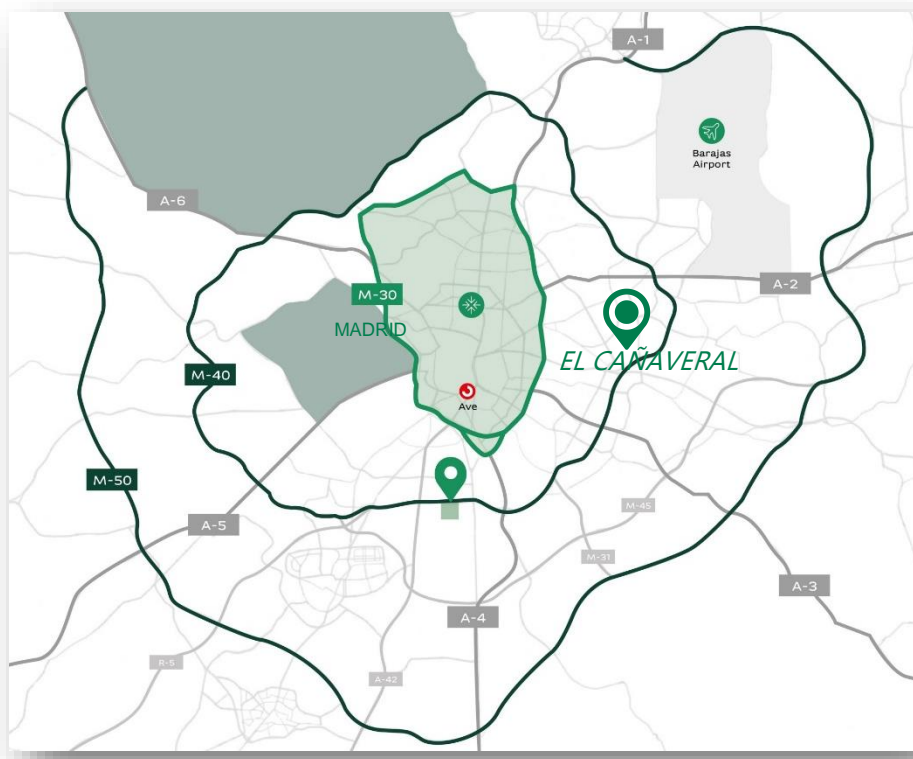 A-1
Barajas
Airport
A-6
A-2
M-30
MADRID
EL CAÑAVERAL
M-40
Ave
M-50
M-45
A-5
M-31
A-3
A-4
R-5
A-42